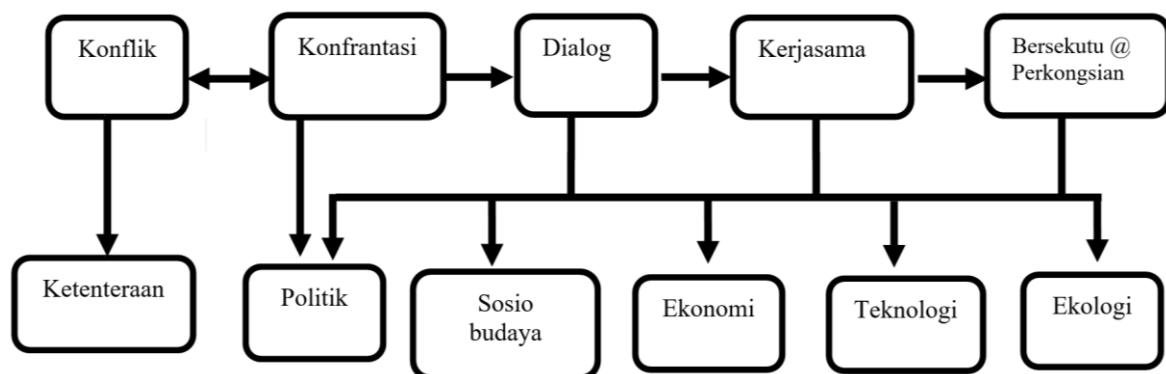 Konflik
Konfrantasi
Dialog
Kerjasama
Bersekutu @
Perkongsian
Ketenteraan
Politik
Sosio
budaya
Ekonomi
Teknologi
Ekologi